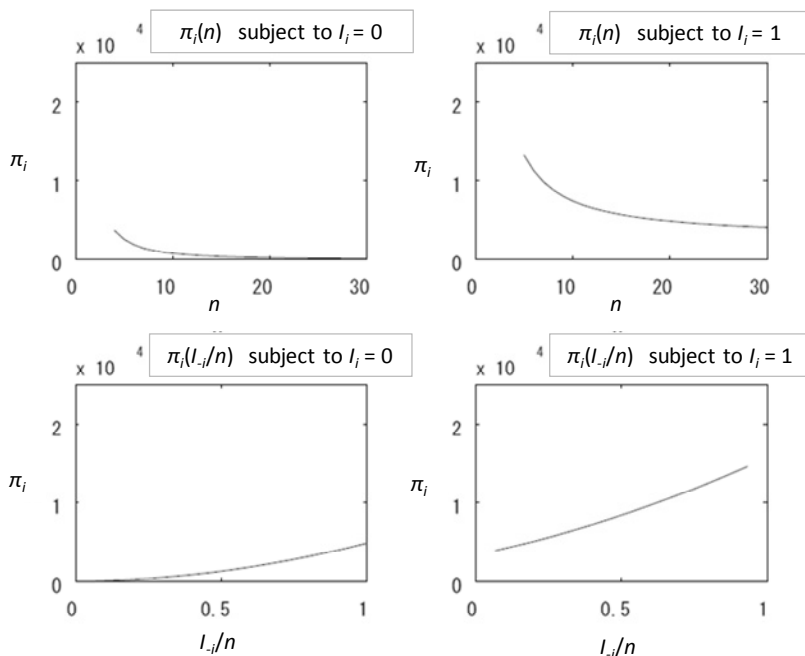 πi(n) subject to Ii = 0
x 10 4
2
1
0
πi
0 10 20 30
n
πi(n) subject to Ii = 1
x 10 4
2
1
0
πi
0 10 20 30
n
πi(I-i/n) subject to Ii = 0
x 10 4
2
1
0
πi
0 0.5 1
I-i/n
πi(I-i/n) subject to Ii = 1
x 10 4
2
1
0
πi
0 0.5 1
I-i/n